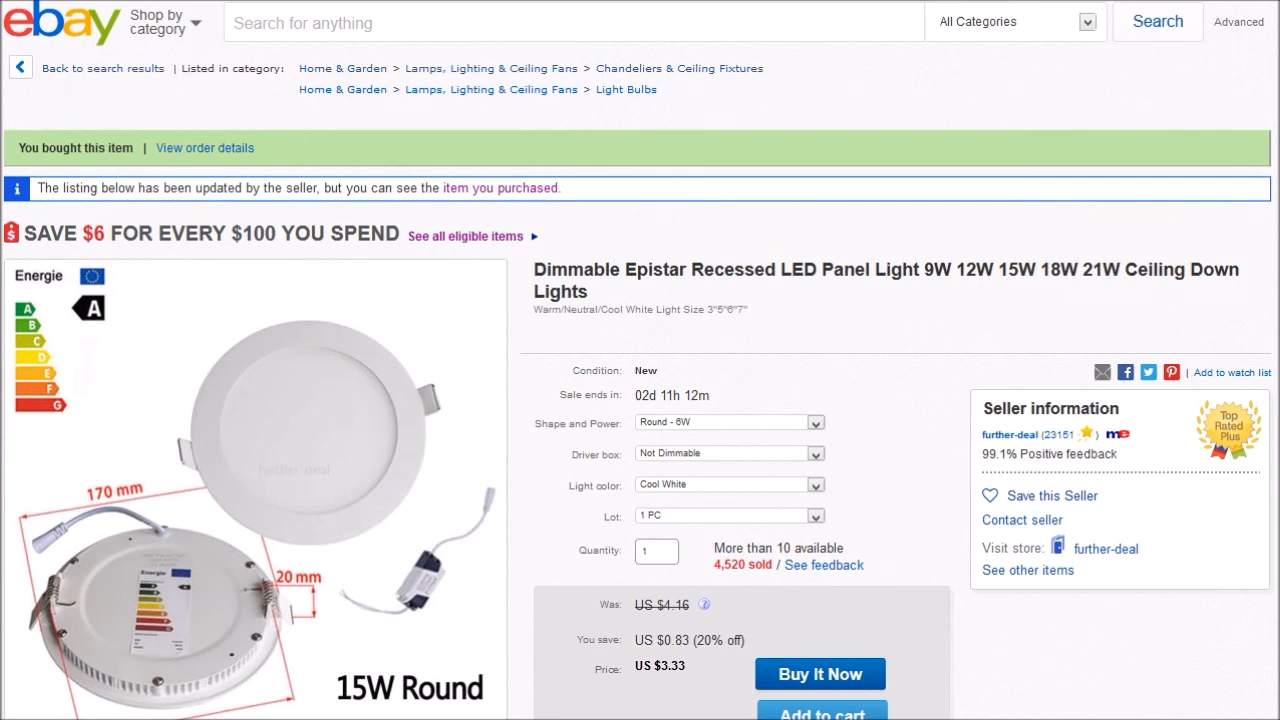 ebay
Shop by
category
Search for anything
All Categories
Search
Advanced
Back to search results | Listed in category:
Home & Garden > Lamps, Lighting & Ceiling Fans > Chandeliers & Ceiling Fixtures
Home & Garden > Lamps, Lighting & Ceiling Fans > Light Bulbs
You bought this item | View order details
The listing below has been updated by the seller, but you can see the item you purchased.
SAVE $6 FOR EVERY $100 YOU SPEND See all eligible items
Energie
A
A
B
C
D
E
F
G
further-deal
170 mm
20 mm
Energie
15W Round
Dimmable Epistar Recessed LED Panel Light 9W 12W 15W 18W 21W Ceiling Down
Lights
Warm/Neutral/Cool White Light Size 3"5"6"7"
Condition: New
Sale ends in: 02d 11h 12m
Shape and Power: Round - 6W
Driver box: Not Dimmable
Light color: Cool White
Lot: 1 PC
Quantity: 1
More than 10 available
4,520 sold / See feedback
Was: US $4.16
You save: US $0.83 (20% off)
Price: US $3.33
Buy It Now
Add to cart
| Add to watch list
Seller information
further-deal (23151 ) me
99.1% Positive feedback
Top
Rated
Plus
Save this Seller
Contact seller
Visit store: further-deal
See other items